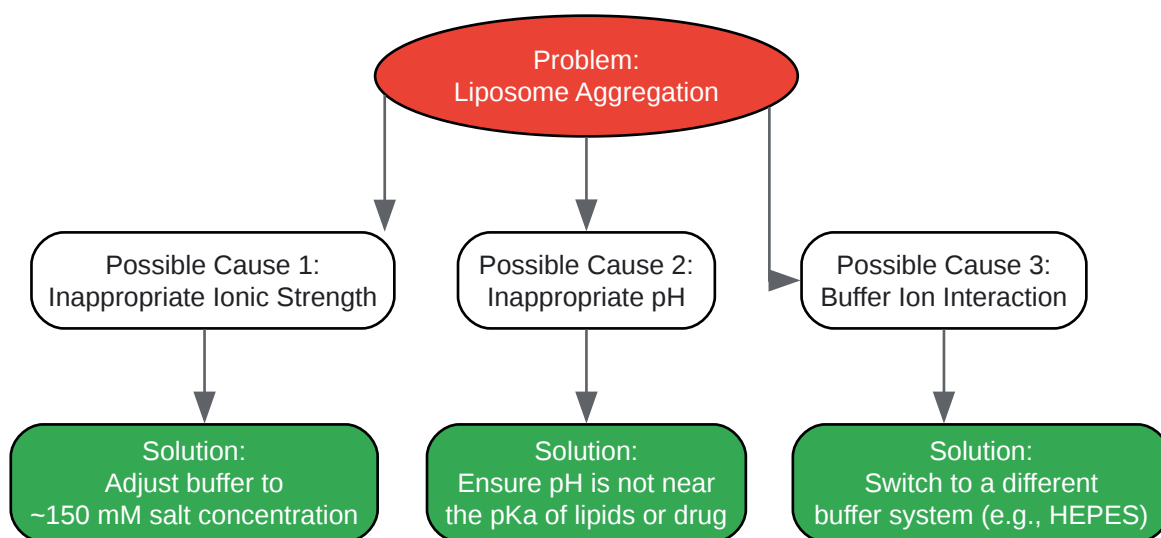 Problem:
Liposome Aggregation
Possible Cause 1:
Inappropriate Ionic Strength
Possible Cause 2:
Inappropriate pH
Possible Cause 3:
Buffer Ion Interaction
Solution:
Adjust buffer to
~150 mM salt concentration
Solution:
Ensure pH is not near
the pKa of lipids or drug
Solution:
Switch to a different
buffer system (e.g., HEPES)